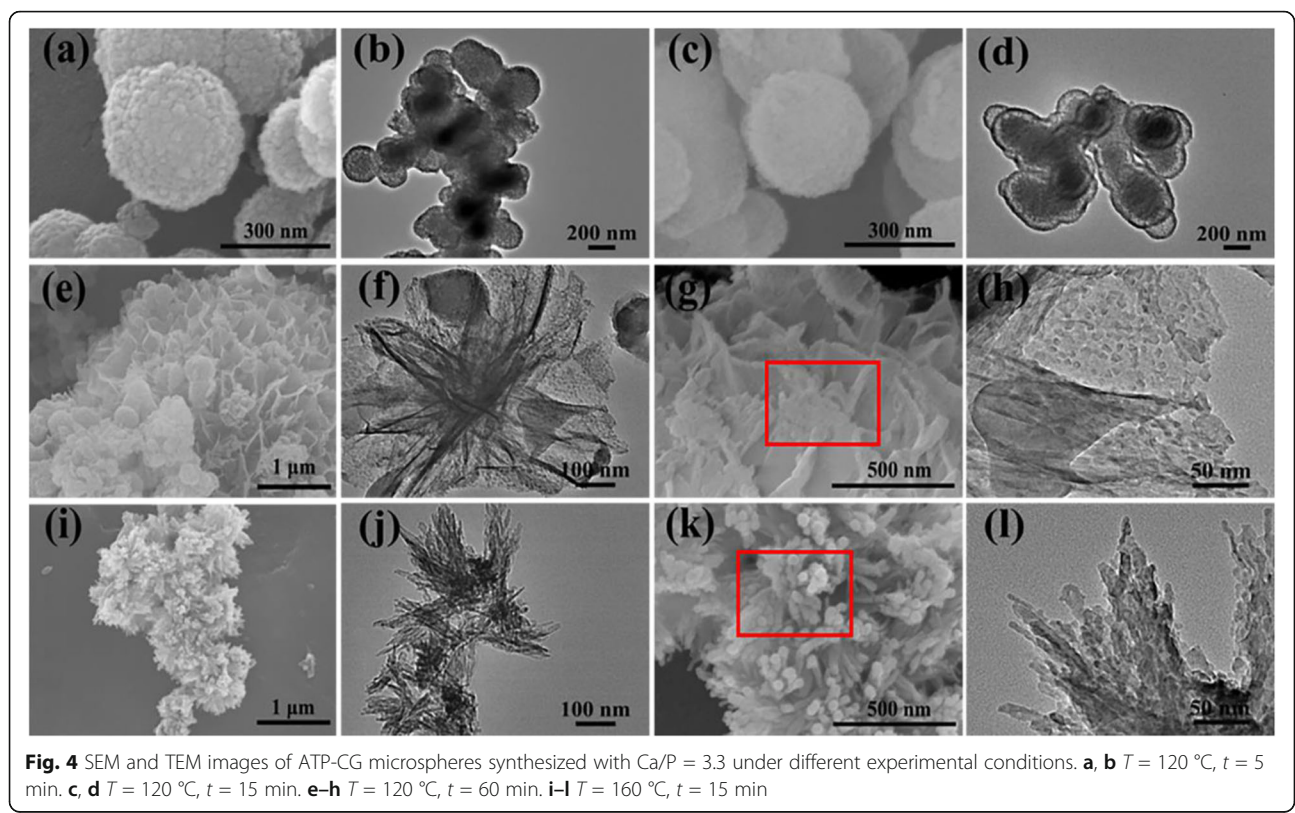 (a) (b) (c) (d)
300 nm 200 nm 300 nm 200 nm
(e) (f) (g) (h)
1 μm 100 nm 500 nm 50 nm
(i) (j) (k) (l)
1 μm 100 nm 500 nm 50 nm
Fig. 4 SEM and TEM images of ATP-CG microspheres synthesized with Ca/P = 3.3 under different experimental conditions. a, b T = 120 °C, t = 5
min. c, d T = 120 °C, t = 15 min. e–h T = 120 °C, t = 60 min. i–l T = 160 °C, t = 15 min